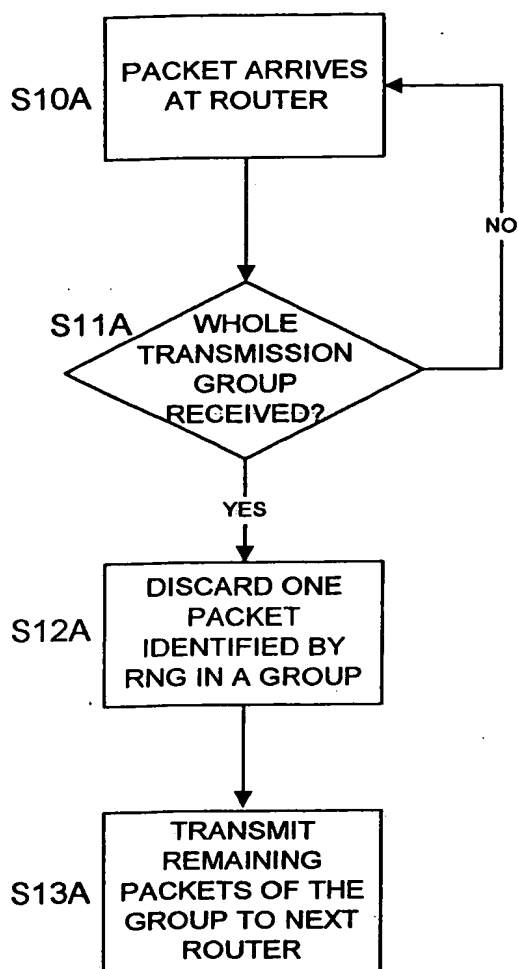 S10A
PACKET ARRIVES
AT ROUTER
NO
S11A
WHOLE
TRANSMISSION
GROUP
RECEIVED?
YES
S12A
DISCARD ONE
PACKET
IDENTIFIED BY
RNG IN A GROUP
S13A
TRANSMIT
REMAINING
PACKETS OF THE
GROUP TO NEXT
ROUTER